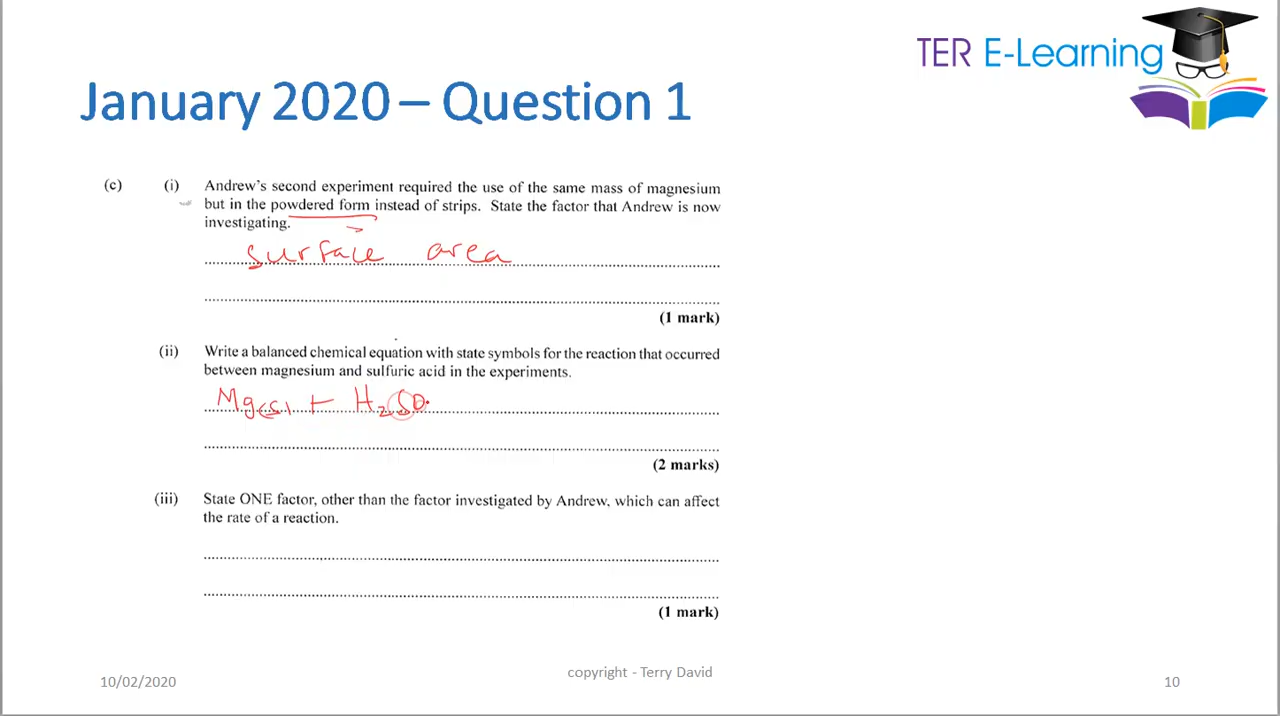 TER E-Learning
January 2020 – Question 1
(c) (i) Andrew's second experiment required the use of the same mass of magnesium
but in the powdered form instead of strips. State the factor that Andrew is now
investigating.
surface area
(1 mark)
(ii) Write a balanced chemical equation with state symbols for the reaction that occurred
between magnesium and sulfuric acid in the experiments.
Mg(s) + H₂SO
(2 marks)
(iii) State ONE factor, other than the factor investigated by Andrew, which can affect
the rate of a reaction.
(1 mark)
10/02/2020
copyright - Terry David
10